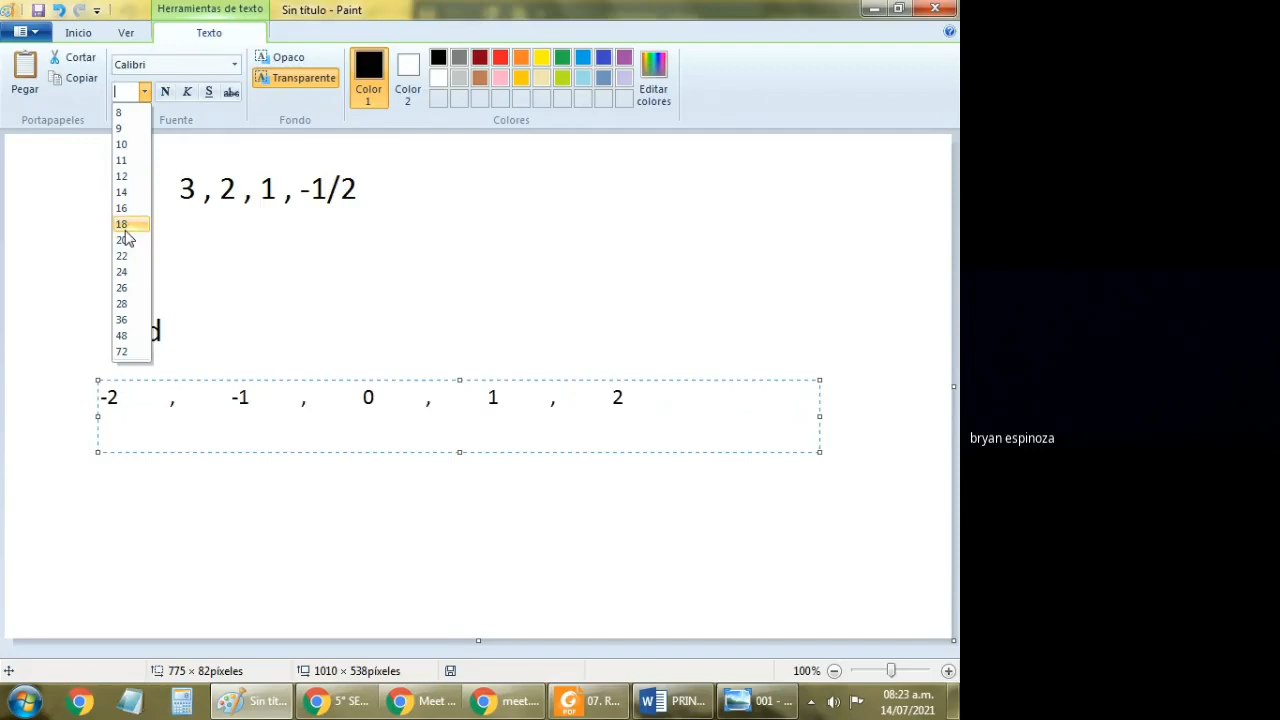 Herramientas de texto
Sin título - Paint
Inicio
Ver
Texto
Pegar
Cortar
Copiar
Portapapeles
Calibri
N K S abc
Fuente
Opaco
Transparente
Fondo
Color 1
Color 2
Editar colores
Colores
8
9
10
11
12
14
16
18
20
22
24
26
28
36
48
72
3 , 2 , 1 , -1/2
d
-2 , -1 , 0 , 1 , 2
bryan espinoza
775 × 82píxeles
1010 × 538píxeles
100%
Sin tít...
5° SE...
Meet ...
meet....
07. R...
PRIN...
001 - ...
08:23 a.m.
14/07/2021